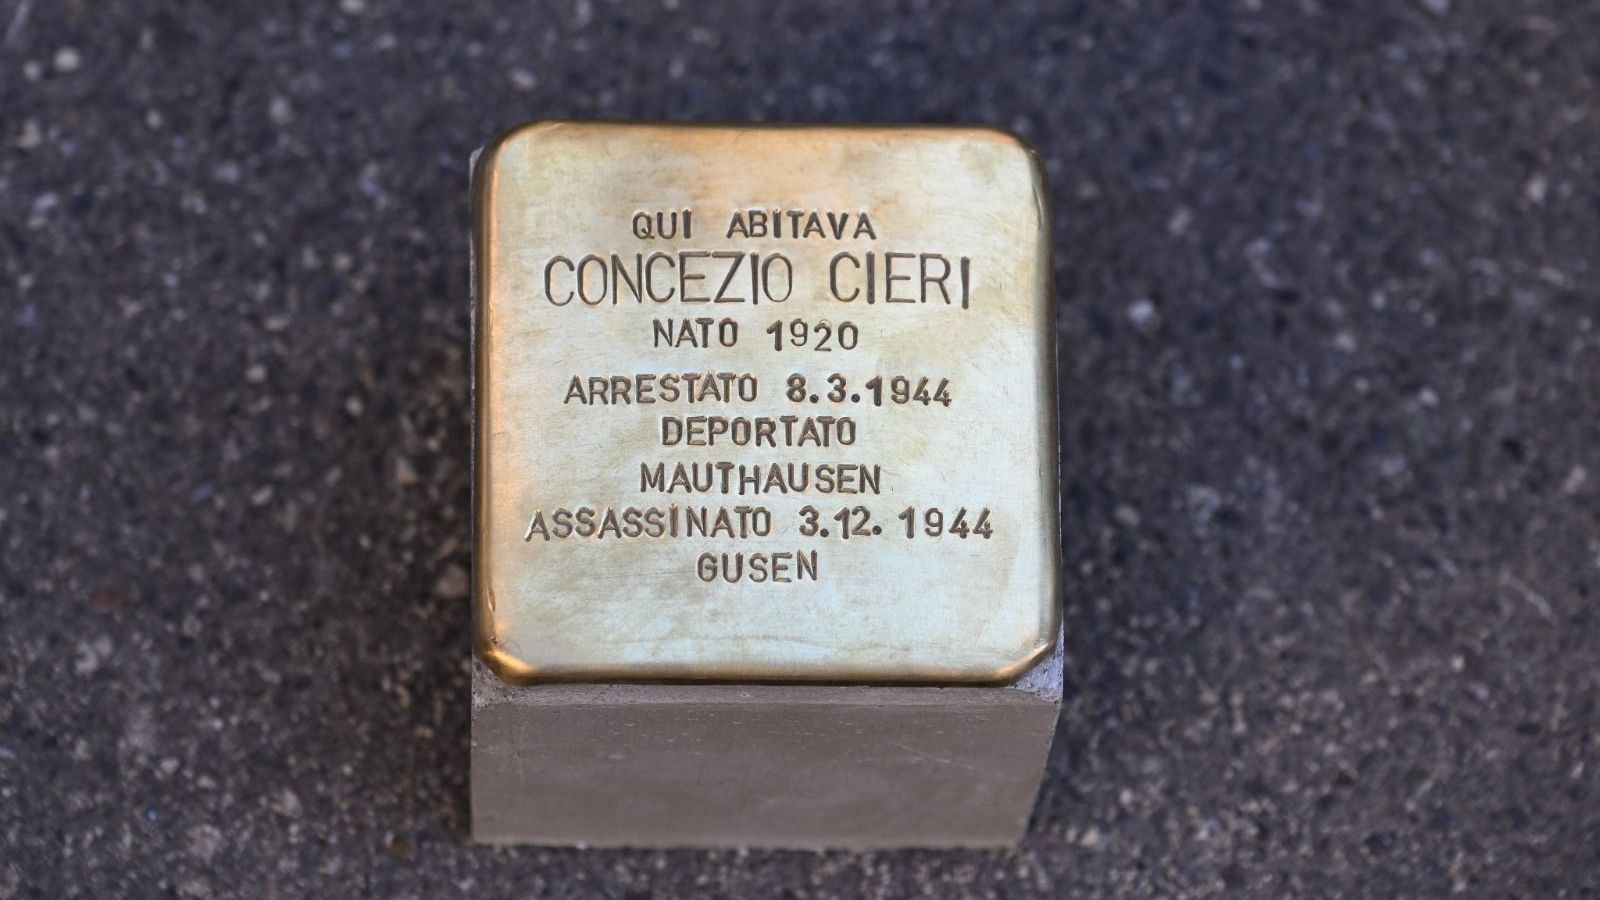 QUI ABITAVA
CONCEZIO CIERI
NATO 1920
ARRESTATO 8.3.1944
DEPORTATO
MAUTHAUSEN
ASSASSINATO 3.12.1944
GUSEN